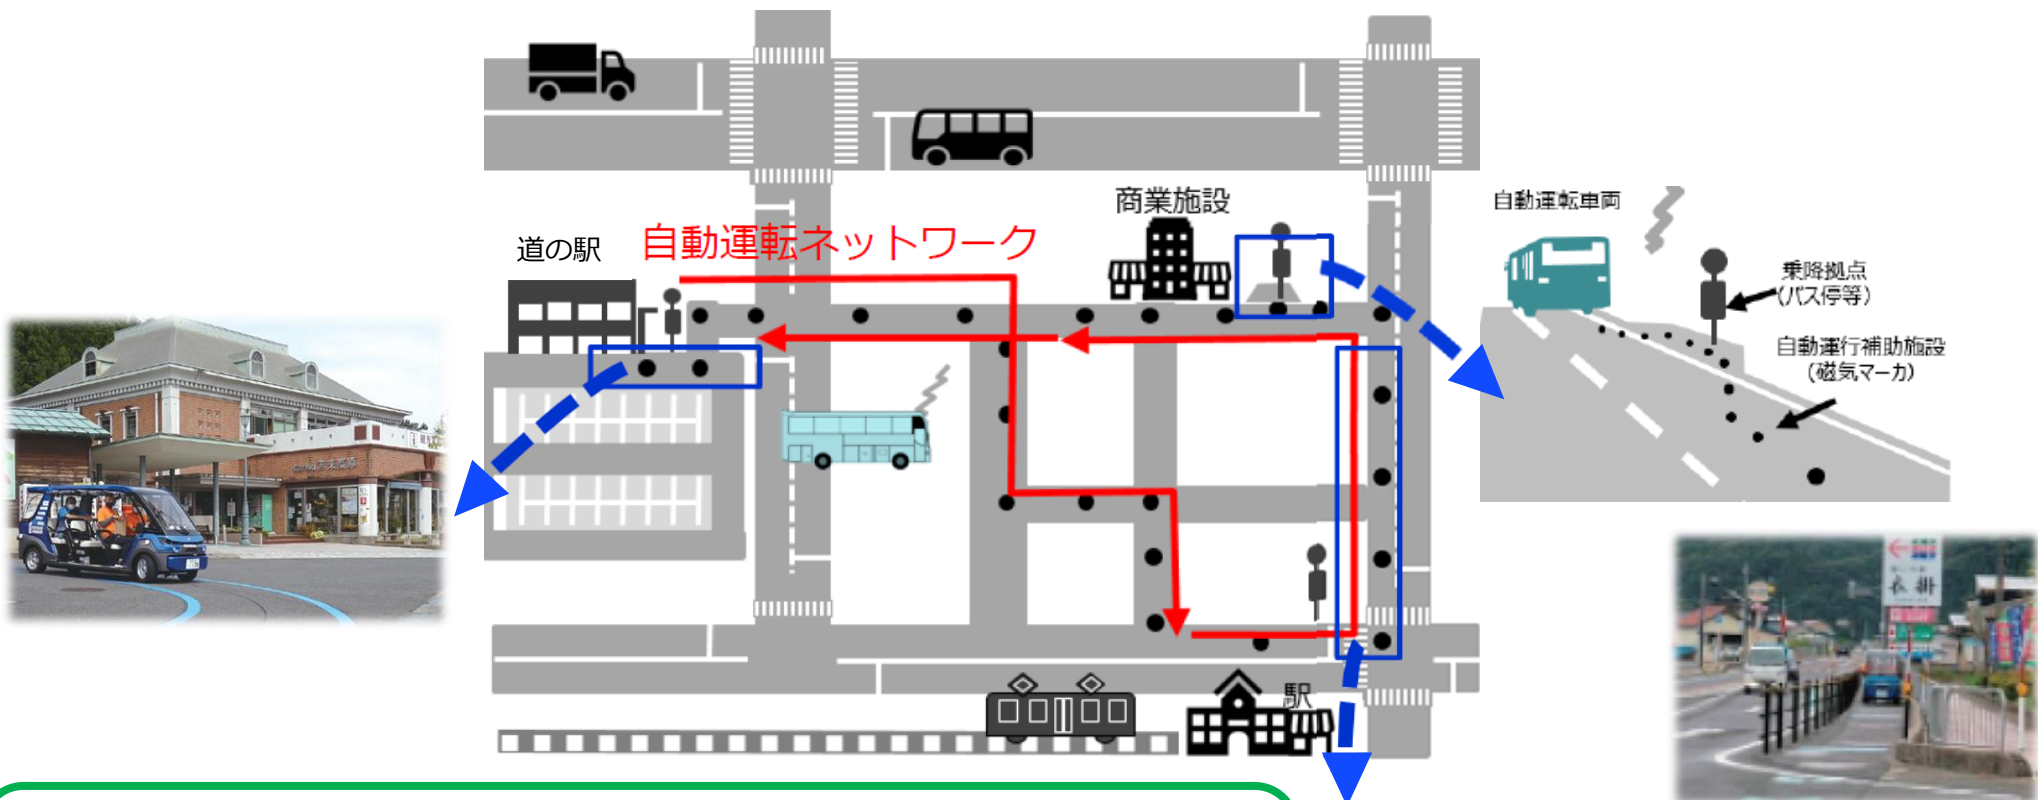 商業施設
自動運転車両
道の駅
自動運転ネットワーク
乗降拠点
(バス停等)
自動運行補助施設
(磁気マーカ)
駅